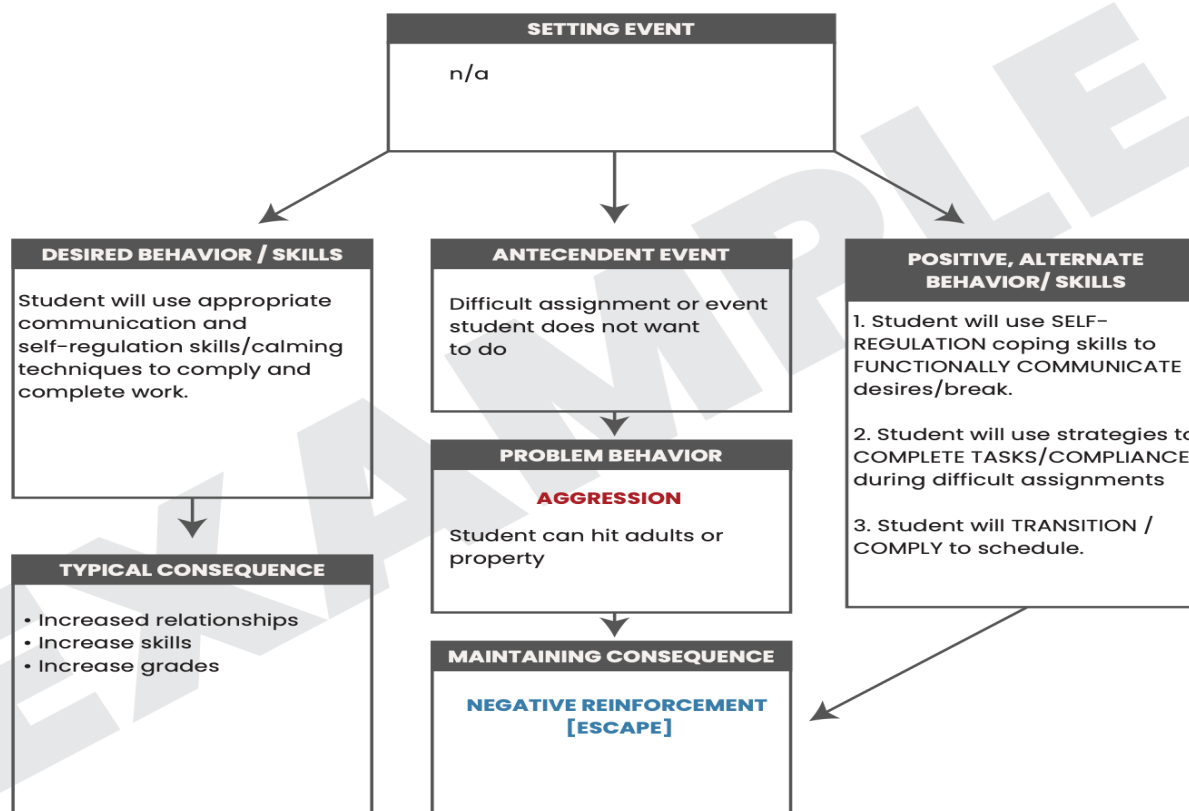 SETTING EVENT
n/a
DESIRED BEHAVIOR / SKILLS
Student will use appropriate
communication and
self-regulation skills/calming
techniques to comply and
complete work.
TYPICAL CONSEQUENCE
• Increased relationships
• Increase skills
• Increase grades
ANTECENDENT EVENT
Difficult assignment or event
student does not want
to do
PROBLEM BEHAVIOR
AGGRESSION
Student can hit adults or
property
MAINTAINING CONSEQUENCE
NEGATIVE REINFORCEMENT
[ESCAPE]
POSITIVE, ALTERNATE
BEHAVIOR/ SKILLS
1. Student will use SELF-
REGULATION coping skills to
FUNCTIONALLY COMMUNICATE
desires/break.
2. Student will use strategies to
COMPLETE TASKS/COMPLIANCE
during difficult assignments
3. Student will TRANSITION /
COMPLY to schedule.
EXAMPLE